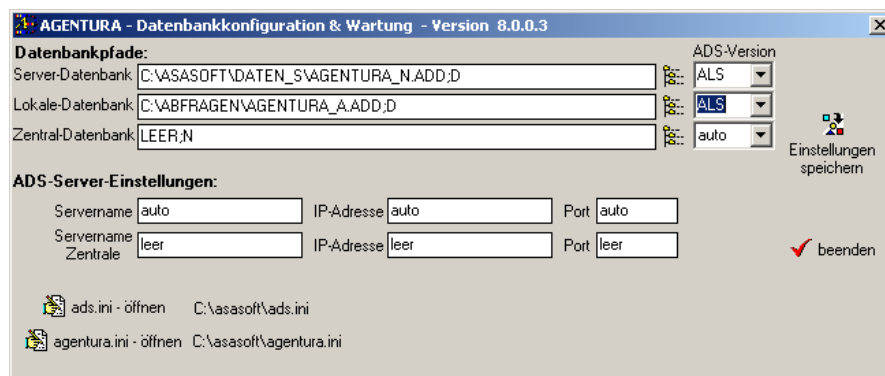 AGENTURA - Datenbankkonfiguration & Wartung - Version 8.0.0.3
Datenbankpfade:
ADS-Version
Server-Datenbank C:\ASASOFT\DATEN_S\AGENTURA_N.ADD;D ALS
Lokale-Datenbank C:\ABFRAGEN\AGENTURA_A.ADD;D ALS
Zentral-Datenbank LEER;N auto
Einstellungen
speichern
ADS-Server-Einstellungen:
Servername auto IP-Adresse auto Port auto
Servername
Zentrale leer IP-Adresse leer Port leer
beenden
ads.ini - öffnen C:\asasoft\ads.ini
agentura.ini - öffnen C:\asasoft\agentura.ini